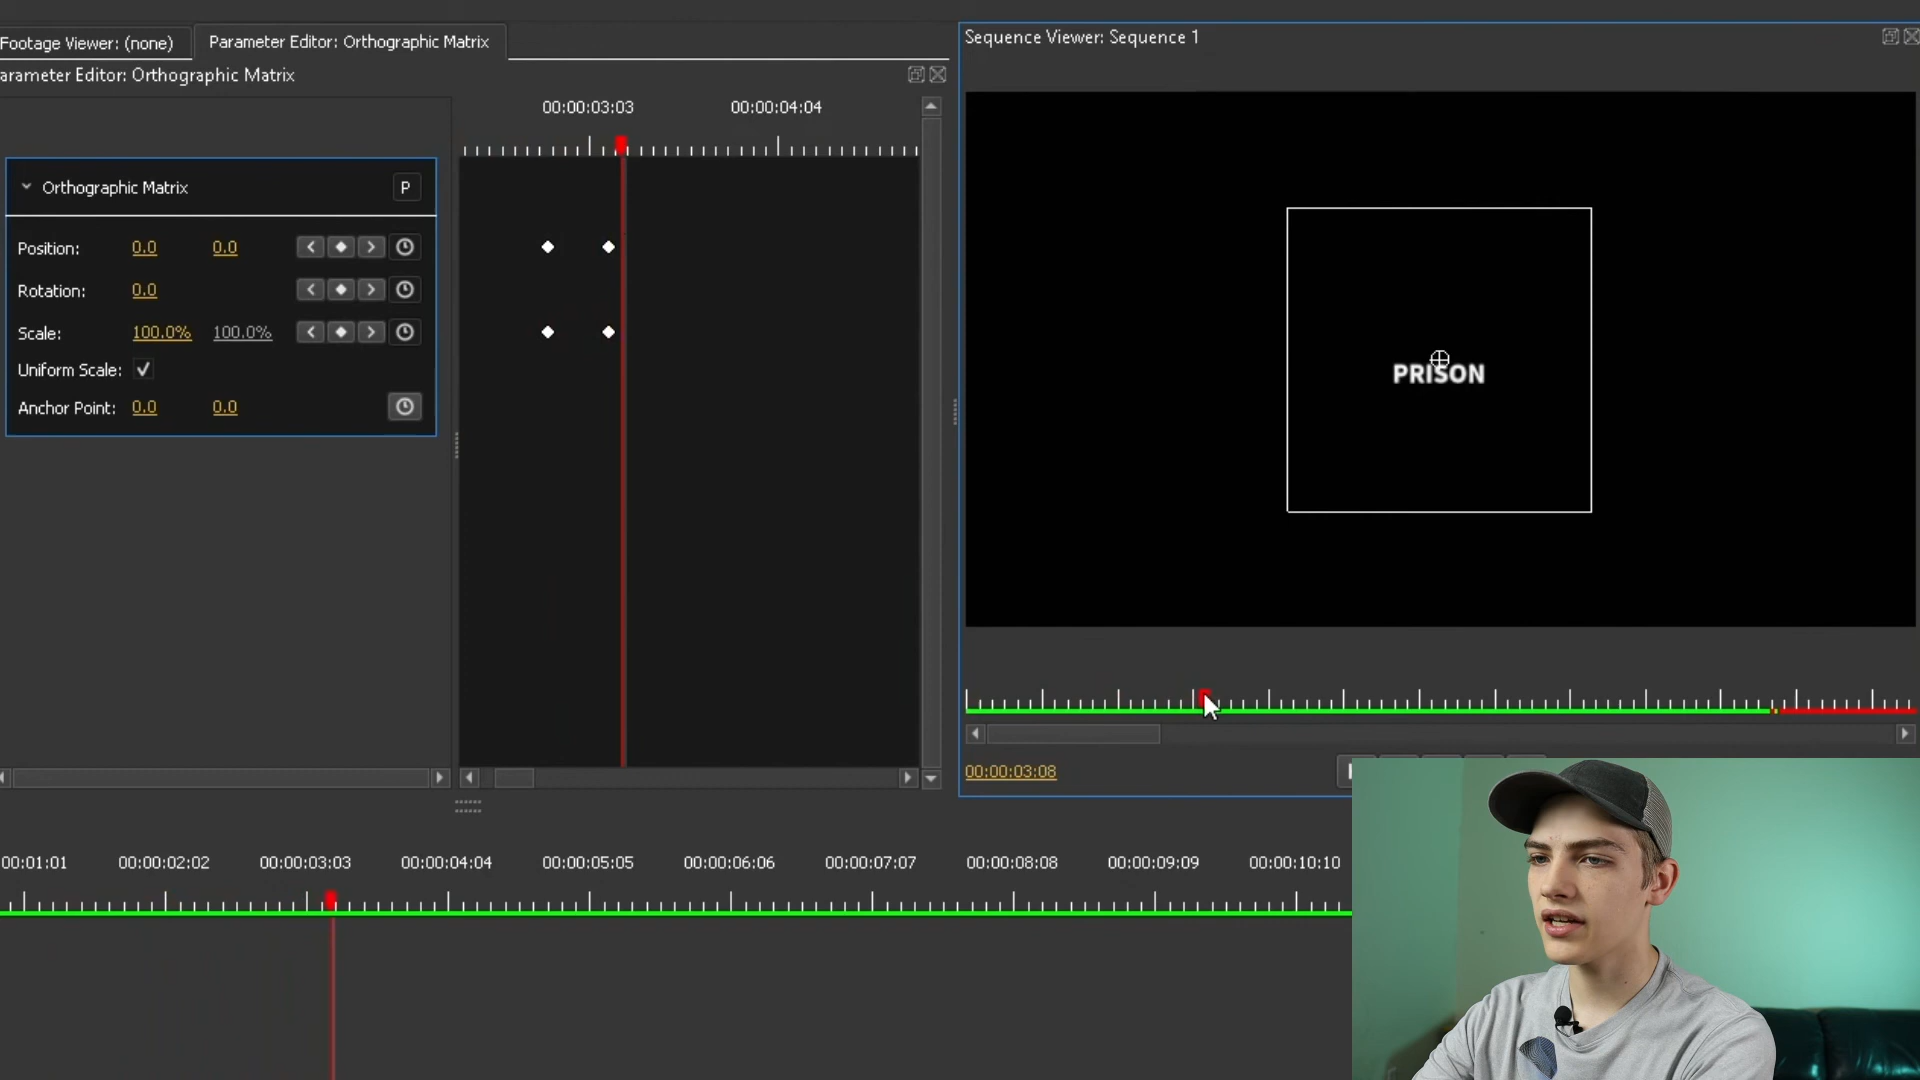 Footage Viewer: (none)
Parameter Editor: Orthographic Matrix
Sequence Viewer: Sequence 1
arameter Editor: Orthographic Matrix
00:00:03:03
00:00:04:04
Orthographic Matrix
P
Position:
0.0
0.0
Rotation:
0.0
Scale:
100.0%
100.0%
Uniform Scale:
Anchor Point:
0.0
0.0
PRISON
00:00:03:08
00:01:01
00:00:02:02
00:00:03:03
00:00:04:04
00:00:05:05
00:00:06:06
00:00:07:07
00:00:08:08
00:00:09:09
00:00:10:10